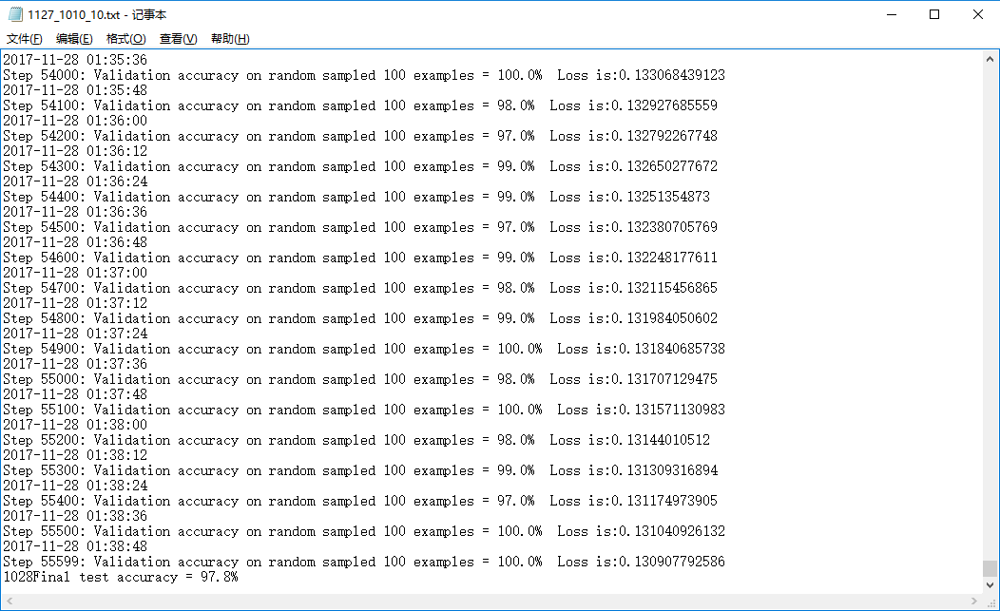 1127_1010_10.txt - 记事本
文件(F) 编辑(E) 格式(O) 查看(V) 帮助(H)
2017-11-28 01:35:36
Step 54000: Validation accuracy on random sampled 100 examples = 100.0%  Loss is:0.133068439123
2017-11-28 01:35:48
Step 54100: Validation accuracy on random sampled 100 examples = 98.0%  Loss is:0.132927685559
2017-11-28 01:36:00
Step 54200: Validation accuracy on random sampled 100 examples = 97.0%  Loss is:0.132792267748
2017-11-28 01:36:12
Step 54300: Validation accuracy on random sampled 100 examples = 99.0%  Loss is:0.132650277672
2017-11-28 01:36:24
Step 54400: Validation accuracy on random sampled 100 examples = 99.0%  Loss is:0.13251354873
2017-11-28 01:36:36
Step 54500: Validation accuracy on random sampled 100 examples = 97.0%  Loss is:0.132380705769
2017-11-28 01:36:48
Step 54600: Validation accuracy on random sampled 100 examples = 99.0%  Loss is:0.132248177611
2017-11-28 01:37:00
Step 54700: Validation accuracy on random sampled 100 examples = 98.0%  Loss is:0.132115456865
2017-11-28 01:37:12
Step 54800: Validation accuracy on random sampled 100 examples = 99.0%  Loss is:0.131984050602
2017-11-28 01:37:24
Step 54900: Validation accuracy on random sampled 100 examples = 100.0%  Loss is:0.131840685738
2017-11-28 01:37:36
Step 55000: Validation accuracy on random sampled 100 examples = 98.0%  Loss is:0.131707129475
2017-11-28 01:37:48
Step 55100: Validation accuracy on random sampled 100 examples = 100.0%  Loss is:0.131571130983
2017-11-28 01:38:00
Step 55200: Validation accuracy on random sampled 100 examples = 98.0%  Loss is:0.13144010512
2017-11-28 01:38:12
Step 55300: Validation accuracy on random sampled 100 examples = 99.0%  Loss is:0.131309316894
2017-11-28 01:38:24
Step 55400: Validation accuracy on random sampled 100 examples = 97.0%  Loss is:0.131174973905
2017-11-28 01:38:36
Step 55500: Validation accuracy on random sampled 100 examples = 100.0%  Loss is:0.131040926132
2017-11-28 01:38:48
Step 55599: Validation accuracy on random sampled 100 examples = 100.0%  Loss is:0.130907792586
1028Final test accuracy = 97.8%